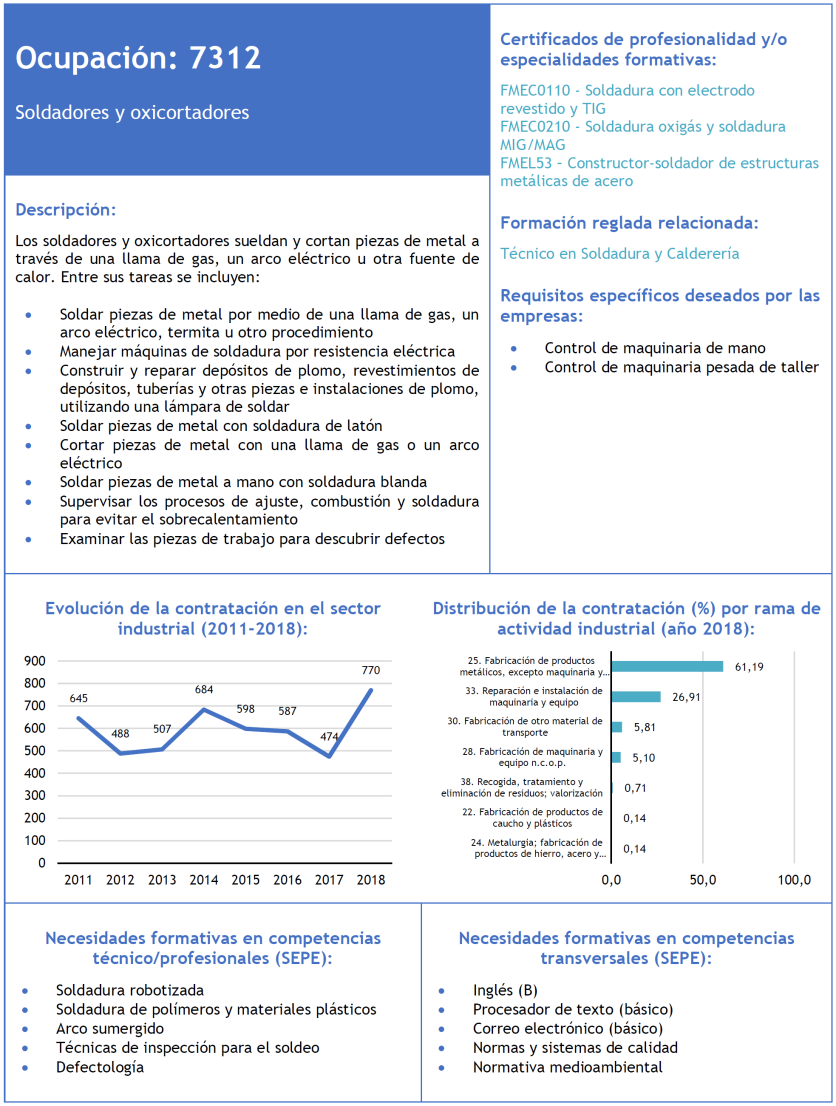 Ocupación: 7312
Soldadores y oxicortadores
Certificados de profesionalidad y/o
especialidades formativas:
FMEC0110 - Soldadura con electrodo
revestido y TIG
FMEC0210 - Soldadura oxigás y soldadura
MIG/MAG
FMEL53 – Constructor-soldador de estructuras
metálicas de acero
Formación reglada relacionada:
Técnico en Soldadura y Calderería
Requisitos específicos deseados por las
empresas:
• Control de maquinaria de mano
• Control de maquinaria pesada de taller
Descripción:
Los soldadores y oxicortadores sueldan y cortan piezas de metal a
través de una llama de gas, un arco eléctrico u otra fuente de
calor. Entre sus tareas se incluyen:
• Soldar piezas de metal por medio de una llama de gas, un
arco eléctrico, termita u otro procedimiento
• Manejar máquinas de soldadura por resistencia eléctrica
• Construir y reparar depósitos de plomo, revestimientos de
depósitos, tuberías y otras piezas e instalaciones de plomo,
utilizando una lámpara de soldar
• Soldar piezas de metal con soldadura de latón
• Cortar piezas de metal con una llama de gas o un arco
eléctrico
• Soldar piezas de metal a mano con soldadura blanda
• Supervisar los procesos de ajuste, combustión y soldadura
para evitar el sobrecalentamiento
• Examinar las piezas de trabajo para descubrir defectos
Evolución de la contratación en el sector
industrial (2011-2018):
900
800
700
600
500
400
300
200
100
0
645
488
507
684
598
587
474
770
2011 2012 2013 2014 2015 2016 2017 2018
Distribución de la contratación (%) por rama de
actividad industrial (año 2018):
25. Fabricación de productos
metálicos, excepto maquinaria y…
61,19
33. Reparación e instalación de
maquinaria y equipo
26,91
30. Fabricación de otro material de
transporte
5,81
28. Fabricación de maquinaria y
equipo n.c.o.p.
5,10
38. Recogida, tratamiento y
eliminación de residuos; valorización
0,71
22. Fabricación de productos de
caucho y plásticos
0,14
24. Metalurgia; fabricación de
productos de hierro, acero y…
0,14
0,0 50,0 100,0
Necesidades formativas en competencias
técnico/profesionales (SEPE):
• Soldadura robotizada
• Soldadura de polímeros y materiales plásticos
• Arco sumergido
• Técnicas de inspección para el soldeo
• Defectología
Necesidades formativas en competencias
transversales (SEPE):
• Inglés (B)
• Procesador de texto (básico)
• Correo electrónico (básico)
• Normas y sistemas de calidad
• Normativa medioambiental